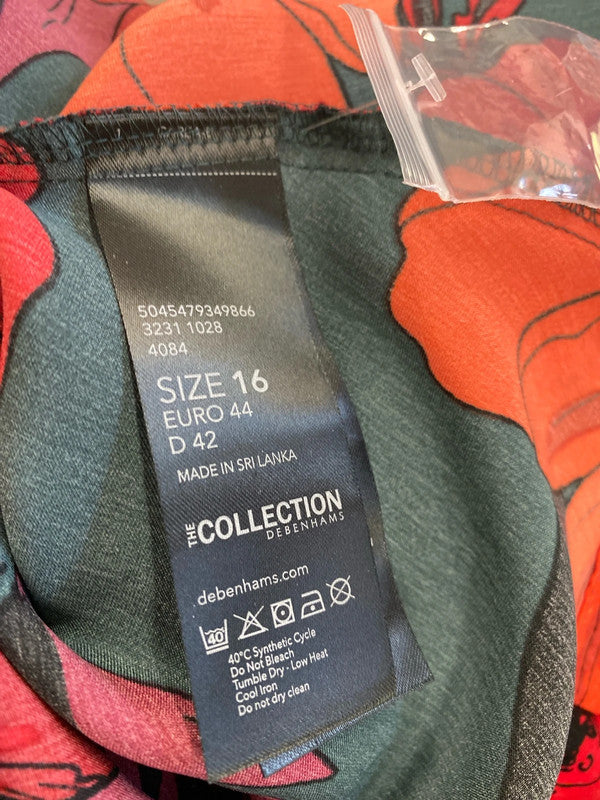 5045479349866
3231 1028
4084
SIZE 16
EURO 44
D 42
MADE IN SRI LANKA
THE COLLECTION
DEBENHAMS
debenhams.com
40
40°C Synthetic Cycle
Do Not Bleach
Tumble Dry - Low Heat
Cool Iron
Do not dry clean